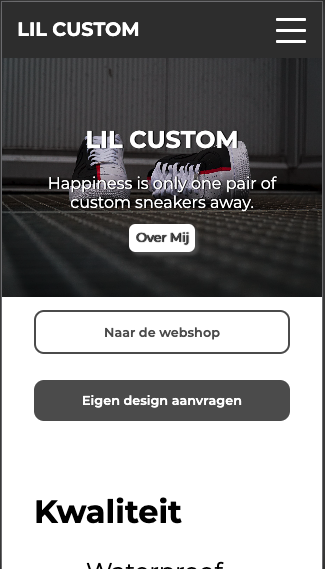 LIL CUSTOM
LIL CUSTOM
Happiness is only one pair of
custom sneakers away.
Over Mij
Naar de webshop
Eigen design aanvragen
Kwaliteit
Waterproof